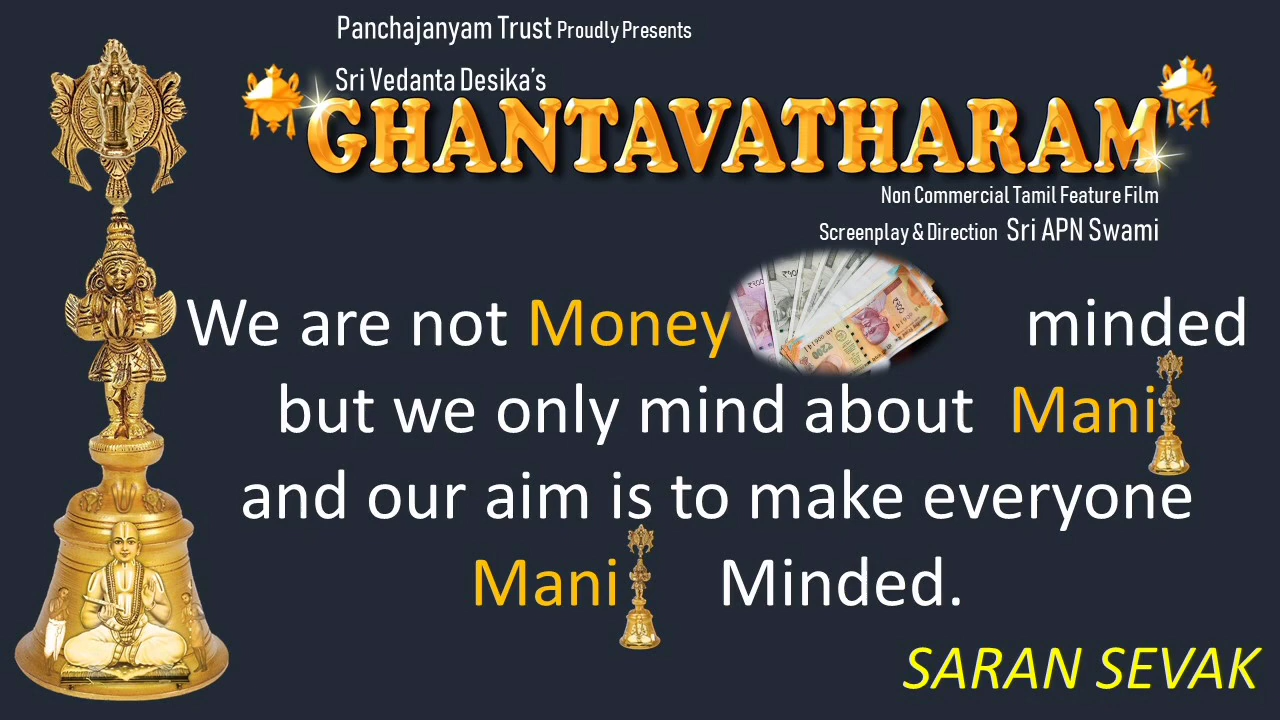 Panchajanyam Trust Proudly Presents
Sri Vedanta Desika's
GHANTAVATHARAM
Non Commercial Tamil Feature Film
Screenplay & Direction Sri APN Swami
We are not Money minded
but we only mind about Mani
and our aim is to make everyone
Mani Minded.
SARAN SEVAK